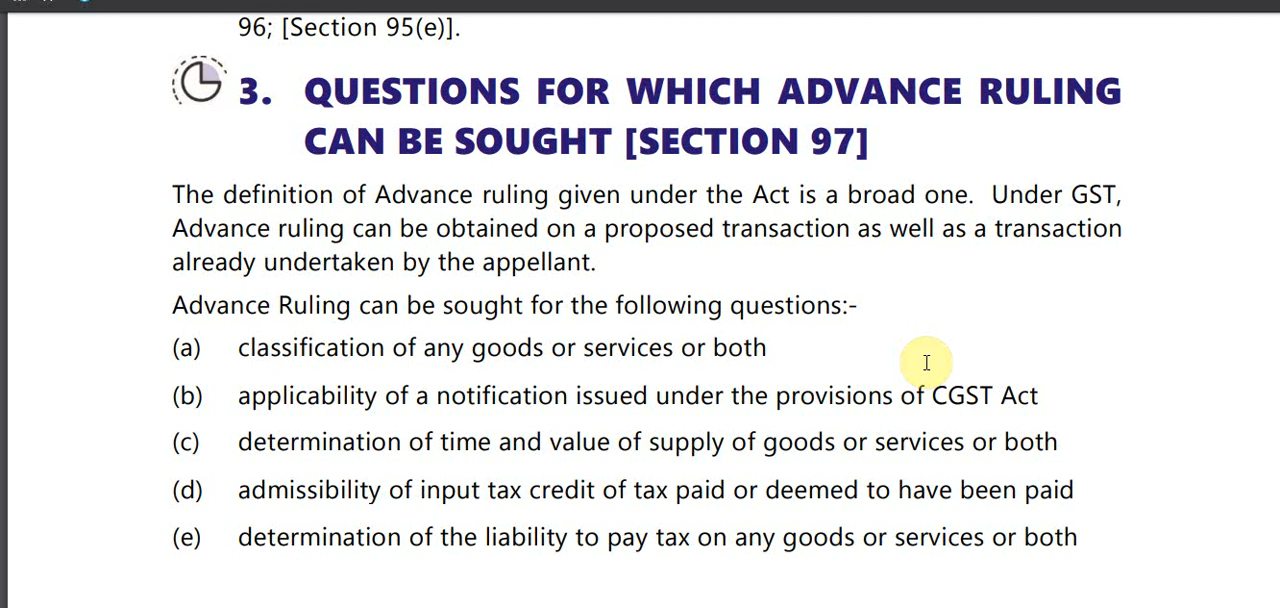 96; [Section 95(e)].
3. QUESTIONS FOR WHICH ADVANCE RULING
CAN BE SOUGHT [SECTION 97]
The definition of Advance ruling given under the Act is a broad one. Under GST,
Advance ruling can be obtained on a proposed transaction as well as a transaction
already undertaken by the appellant.
Advance Ruling can be sought for the following questions:-
(a) classification of any goods or services or both
(b) applicability of a notification issued under the provisions of CGST Act
(c) determination of time and value of supply of goods or services or both
(d) admissibility of input tax credit of tax paid or deemed to have been paid
(e) determination of the liability to pay tax on any goods or services or both